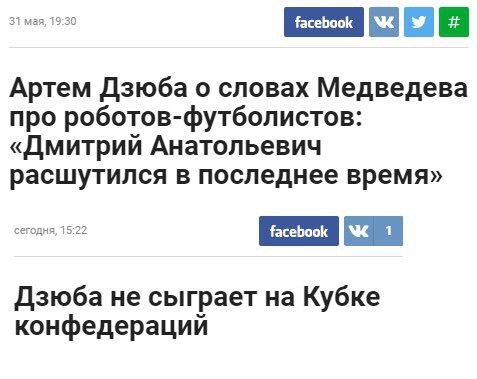 31 мая, 19:30
facebook
#
Артем Дзюба о словах Медведева
про роботов-футболистов:
«Дмитрий Анатольевич
расшутился в последнее время»
сегодня, 15:22
facebook
1
Дзюба не сыграет на Кубке
конфедераций